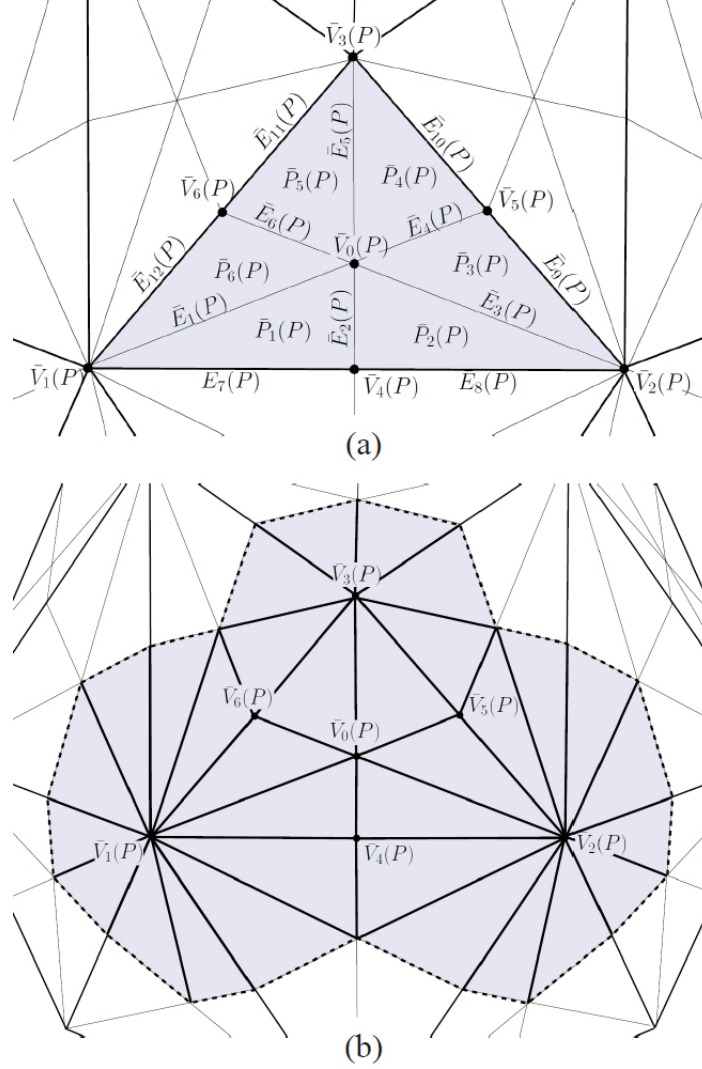 V̄₃(P)
Ē₁₁(P)
Ē₅(P)
Ē₁₀(P)
P̄₅(P)
P̄₄(P)
V̄₆(P)
V̄₅(P)
Ē₆(P)
Ē₄(P)
V̄₀(P)
Ē₁₂(P)
P̄₆(P)
P̄₃(P)
Ē₉(P)
Ē₁(P)
Ē₂(P)
Ē₃(P)
P̄₁(P)
P̄₂(P)
V̄₁(P)
E₇(P)
V̄₄(P)
E₈(P)
V̄₂(P)
(a)
V̄₃(P)
V̄₆(P)
V̄₅(P)
V̄₀(P)
V̄₁(P)
V̄₄(P)
V₂(P)
(b)